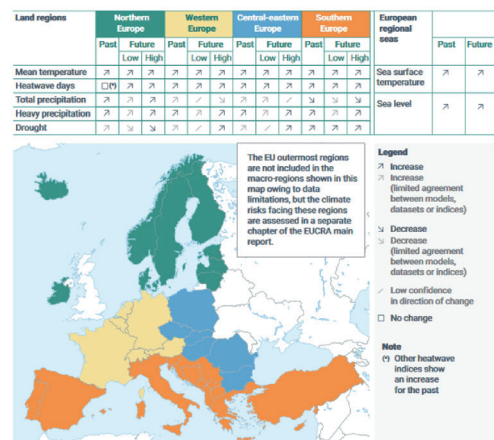 Land regions Northern Europe Western Europe Central-eastern Europe Southern Europe European regional seas
Past Future Past Future Past Future Past Future Past Future
Low High Low High Low High Low High
Mean temperature ↗ ↗ ↗ ↗ ↗ ↗ ↗ ↗ ↗ ↗ ↗ ↗ Sea surface temperature ↗ ↗
Heatwave days □(*) ↗ ↗ ↗ ↗ ↗ ↗ ↗ ↗ ↗ ↗ ↗
Total precipitation ↗ ↗ ↗ ↗ ⁄ ↘ ↗ ↗ ⁄ ↘ ↘ ↘ Sea level ↗ ↗
Heavy precipitation ↗ ↗ ↗ ↗ ↗ ↗ ↗ ↗ ↗ ↗ ↗ ↗
Drought ↗ ↘ ↘ ↗ ⁄ ↗ ↗ ⁄ ↗ ↗ ↗ ↗
The EU outermost regions
are not included in the
macro-regions shown in this
map owing to data
limitations, but the climate
risks facing these regions
are assessed in a separate
chapter of the EUCRA main
report.
Legend
↗ Increase
↗ Increase
(limited agreement
between models,
datasets or indices)
↘ Decrease
↘ Decrease
(limited agreement
between models,
datasets or indices)
⁄ Low confidence
in direction of change
□ No change
Note
(*) Other heatwave
indices show
an increase
for the past